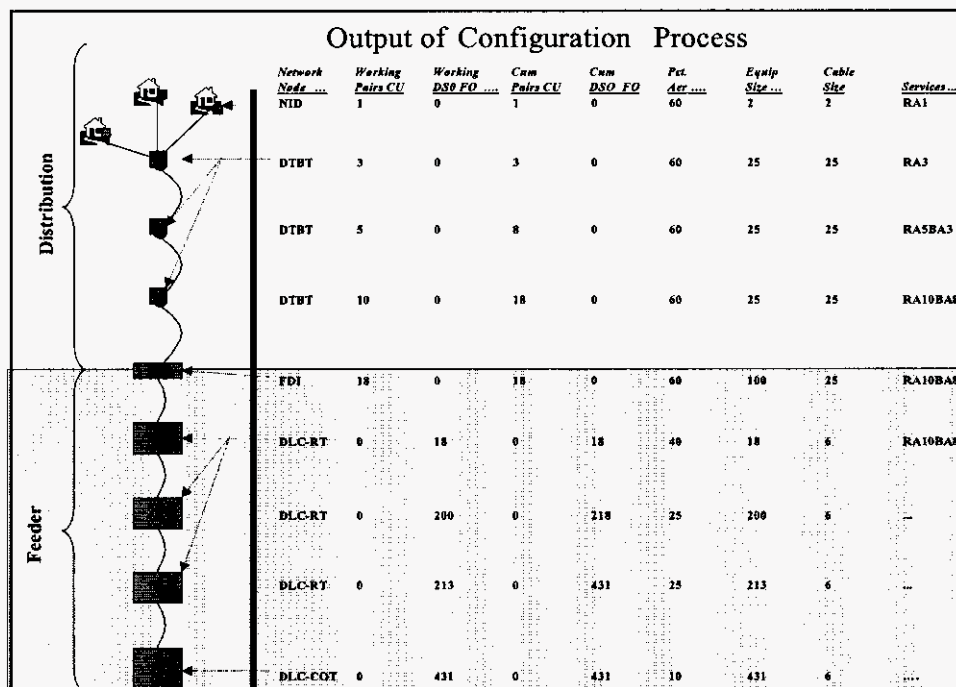 Output of Configuration Process
Network Working Working Cum Cum Pct. Equip Cable
Node ... Pairs CU DS0 FO .... Pairs CU DSO FO Aer .... Size ... Size Services ...
NID 1 0 1 0 60 2 2 RA1
DTBT 3 0 3 0 60 25 25 RA3
DTBT 5 0 8 0 60 25 25 RA5BA3
DTBT 10 0 18 0 60 25 25 RA10BA8
FDI 18 0 18 0 60 100 25 RA10BA8
DLC-RT 0 18 0 18 40 18 6 RA10BA8
DLC-RT 0 200 0 218 25 200 6 ...
DLC-RT 0 213 0 431 25 213 6 ...
DLC-COT 0 431 0 431 10 431 6 ....
Distribution
Feeder